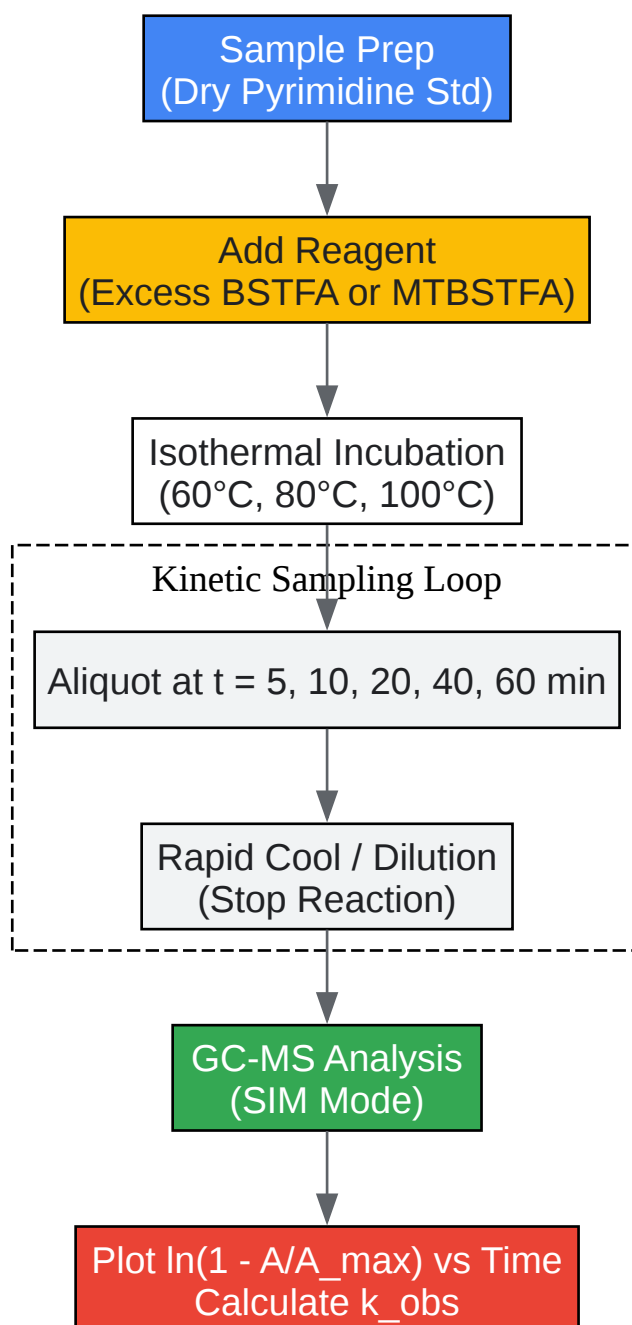 Sample Prep
(Dry Pyrimidine Std)
Add Reagent
(Excess BSTFA or MTBSTFA)
Isothermal Incubation
(60°C, 80°C, 100°C)
Kinetic Sampling Loop
Aliquot at t = 5, 10, 20, 40, 60 min
Rapid Cool / Dilution
(Stop Reaction)
GC-MS Analysis
(SIM Mode)
Plot ln(1 - A/A_max) vs Time
Calculate k_obs